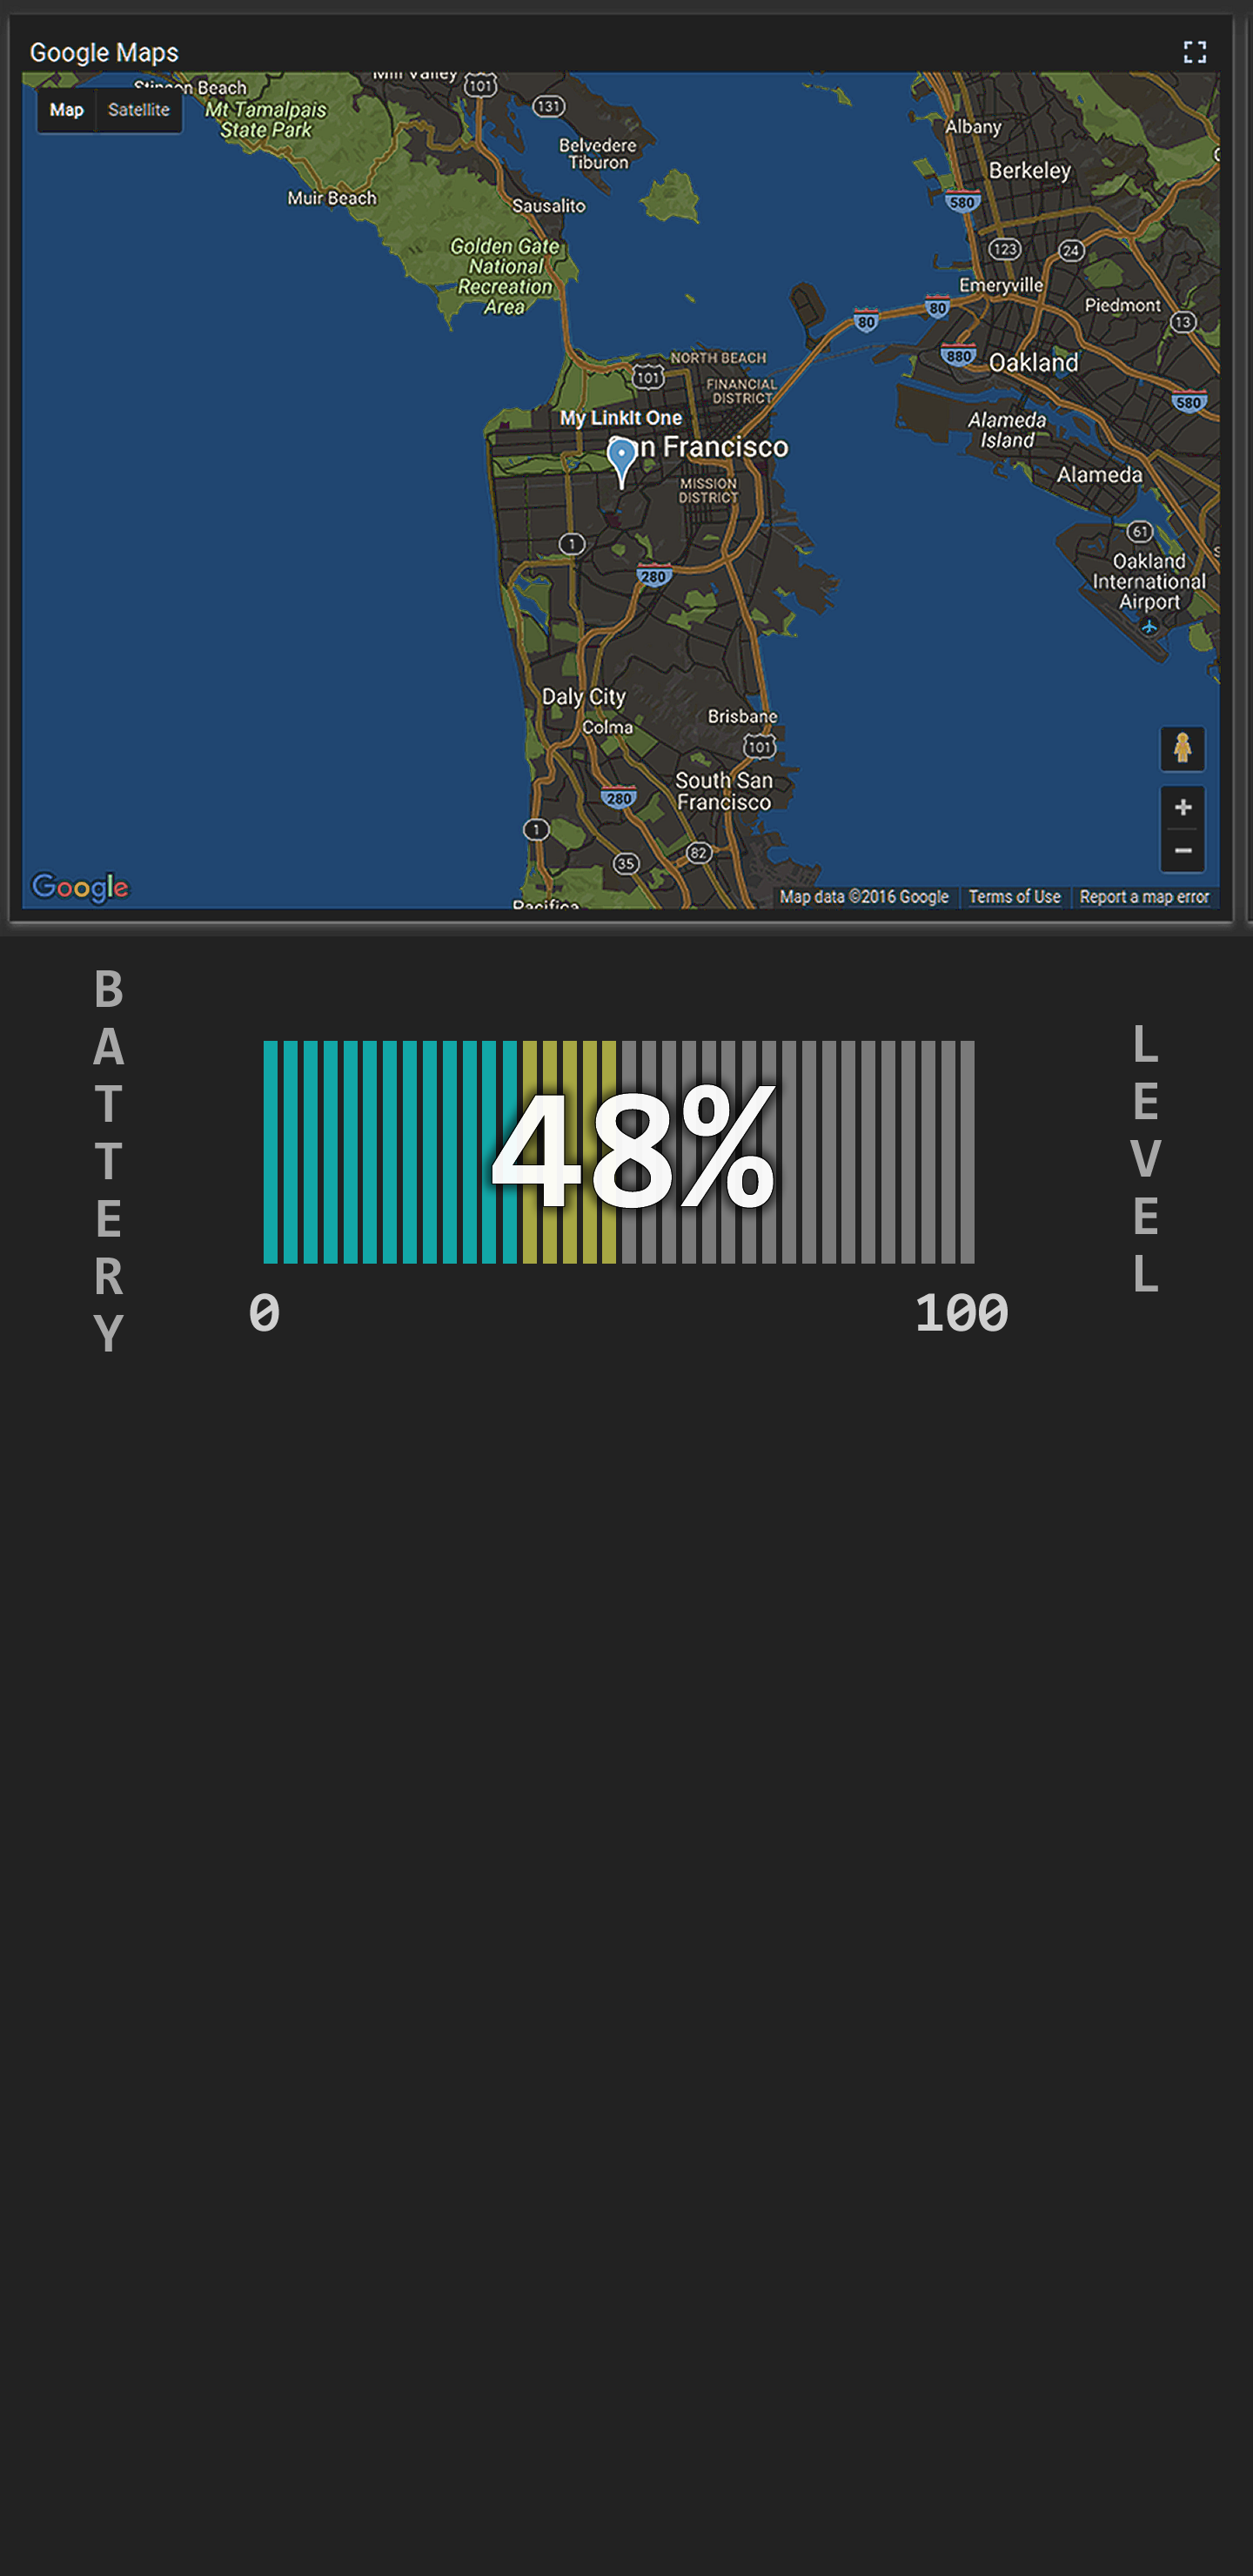 Google Maps
Map Satellite
Stinson Beach
Mt Tamalpais
State Park
Mill Valley
101
131
Belvedere
Tiburon
Muir Beach
Sausalito
Golden Gate
National
Recreation
Area
Albany
Berkeley
580
123
24
Emeryville
Piedmont
80
80
13
880
Oakland
580
NORTH BEACH
101
FINANCIAL
DISTRICT
My LinkIt One
San Francisco
MISSION
DISTRICT
Alameda
Island
Alameda
61
Oakland
International
Airport
1
280
Daly City
Colma
Brisbane
101
South San
Francisco
280
1
35
82
Pacifica
Google
Map data ©2016 Google
Terms of Use
Report a map error
BATTERY
48%
0
100
LEVEL